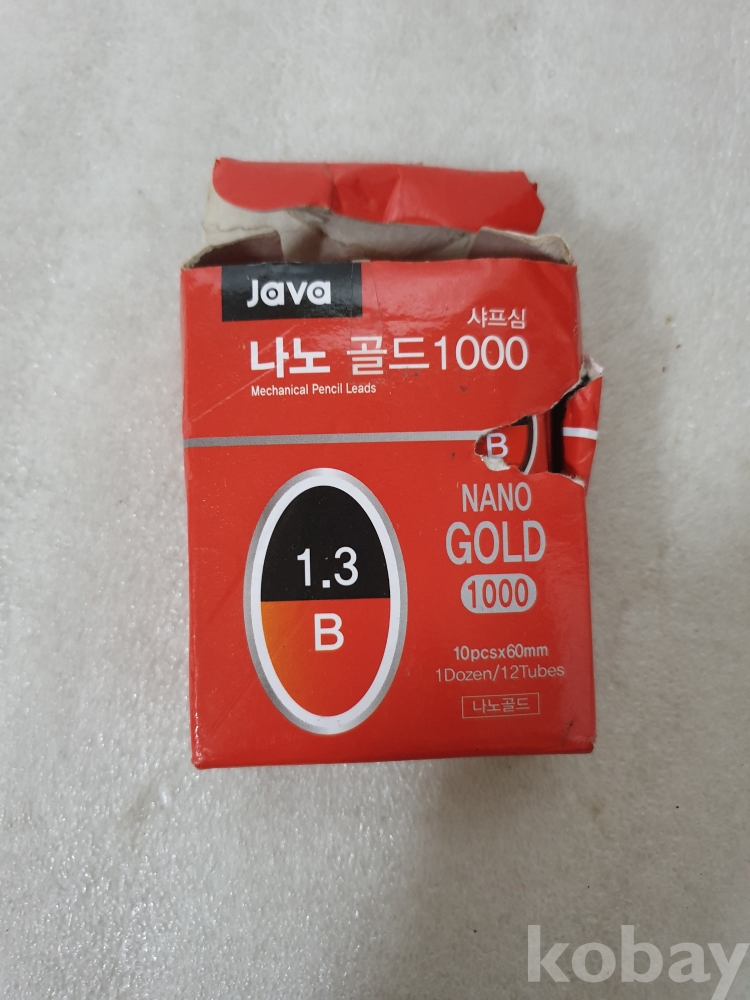 Java
샤프심
나노 골드1000
Mechanical Pencil Leads
B
NANO
GOLD
1000
1.3
B
10pcsx60mm
1Dozen/12Tubes
나노골드
kobay